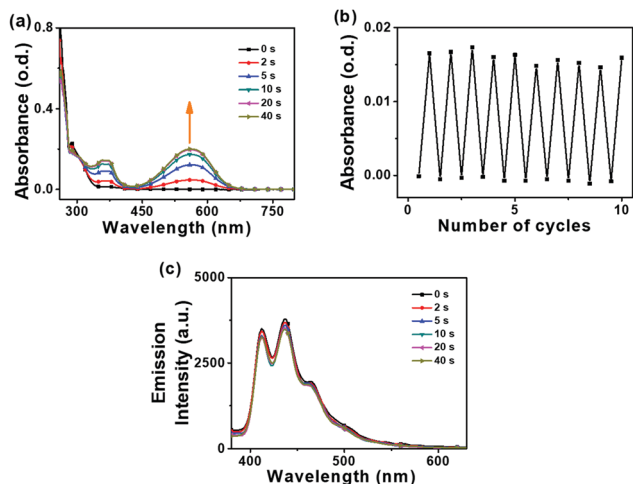 (a)
0.8
0.4
0.0
Absorbance (o.d.)
0 s
2 s
5 s
10 s
20 s
40 s
300 450 600 750
Wavelength (nm)
(b)
0.02
0.01
0.00
Absorbance (o.d.)
0 5 10
Number of cycles
(c)
5000
2500
0
Emission
Intensity (a.u.)
0 s
2 s
5 s
10 s
20 s
40 s
400 500 600
Wavelength (nm)